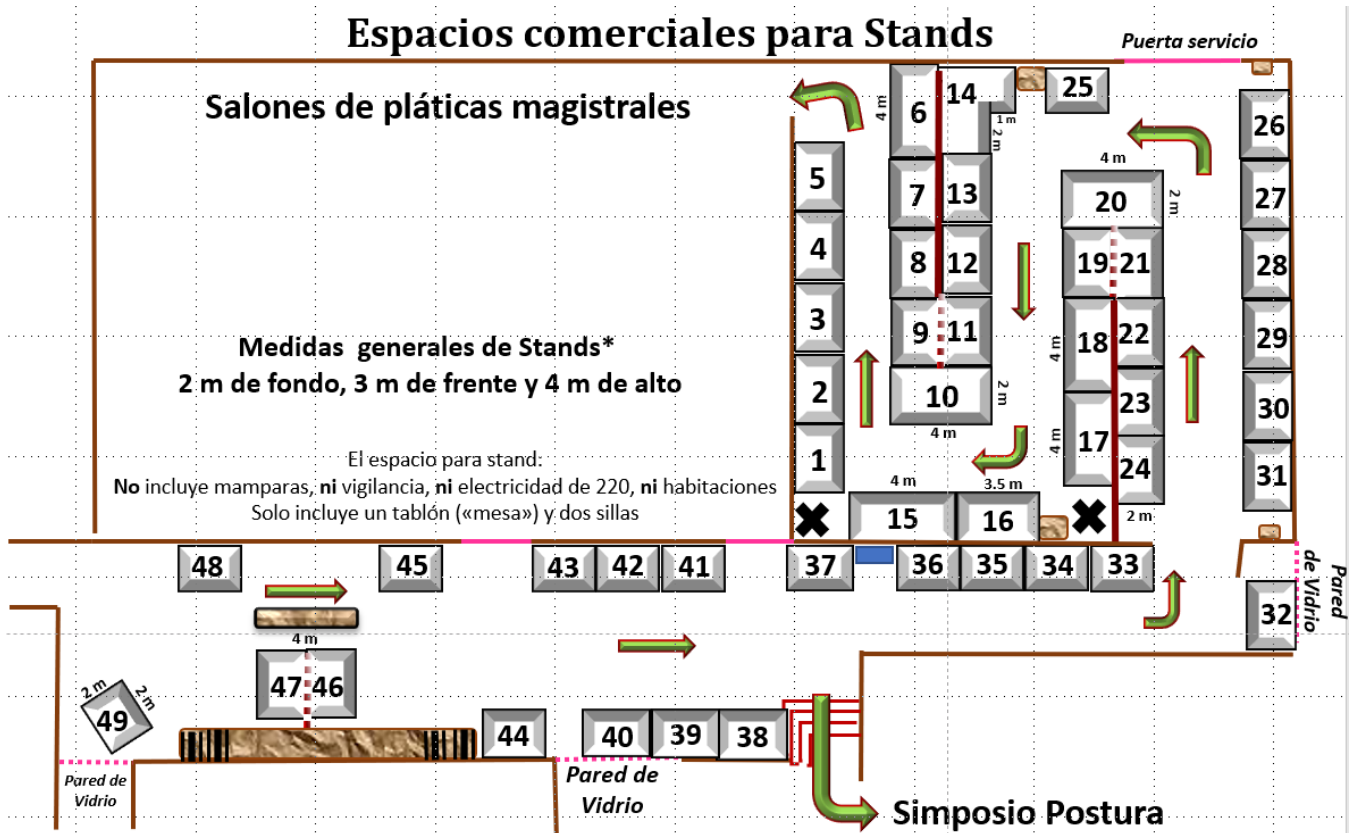 Espacios comerciales para Stands
Puerta servicio
Salones de pláticas magistrales
4 m
6
14
25
1 m
2 m
26
5
7
13
4 m
20
2 m
27
4
8
12
19
21
28
3
9
11
18
4 m
22
29
Medidas generales de Stands*
2 m de fondo, 3 m de frente y 4 m de alto
2
10
2 m
4 m
23
30
1
17
4 m
24
31
El espacio para stand:
No incluye mamparas, ni vigilancia, ni electricidad de 220, ni habitaciones
Solo incluye un tablón («mesa») y dos sillas
4 m
3.5 m
15
16
2 m
48
45
43
42
41
37
36
35
34
33
Pared de Vidrio
32
4 m
47
46
2 m
2 m
49
44
40
39
38
Pared de
Vidrio
Pared de
Vidrio
Simposio Postura